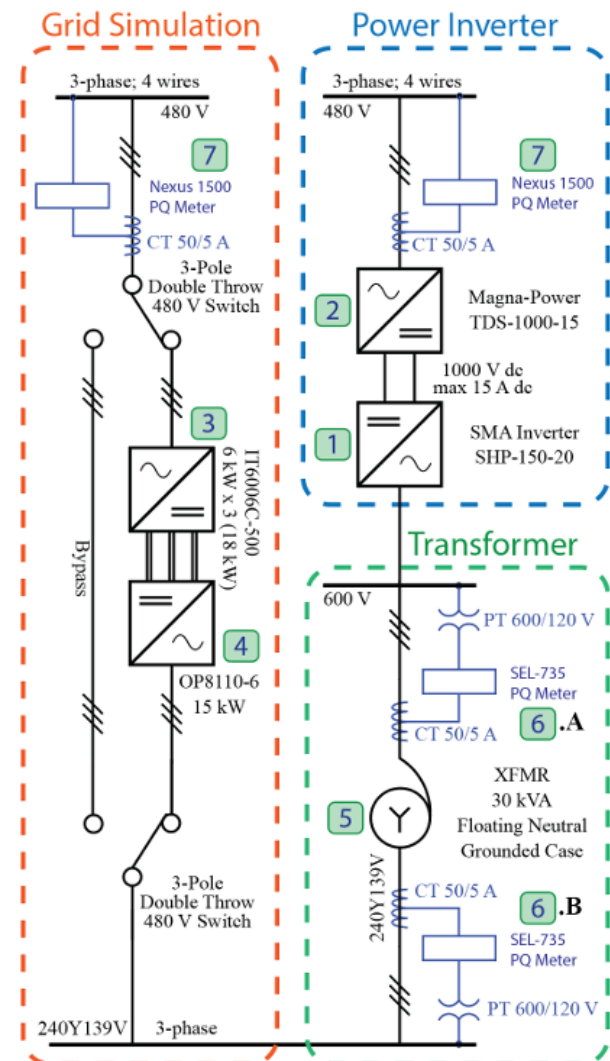 Grid Simulation
3-phase; 4 wires
480 V
7
Nexus 1500
PQ Meter
CT 50/5 A
3-Pole
Double Throw
480 V Switch
3
IT6006C-500
6 kW x 3 (18 kW)
Bypass
4
OP8110-6
15 kW
3-Pole
Double Throw
480 V Switch
240Y139V
3-phase
Power Inverter
3-phase; 4 wires
480 V
7
Nexus 1500
PQ Meter
CT 50/5 A
2
Magna-Power
TDS-1000-15
1000 V dc
max 15 A dc
1
SMA Inverter
SHP-150-20
Transformer
600 V
PT 600/120 V
SEL-735
PQ Meter
6 .A
CT 50/5 A
5
Y
XFMR
30 kVA
Floating Neutral
Grounded Case
240Y139V
CT 50/5 A
6 .B
SEL-735
PQ Meter
PT 600/120 V